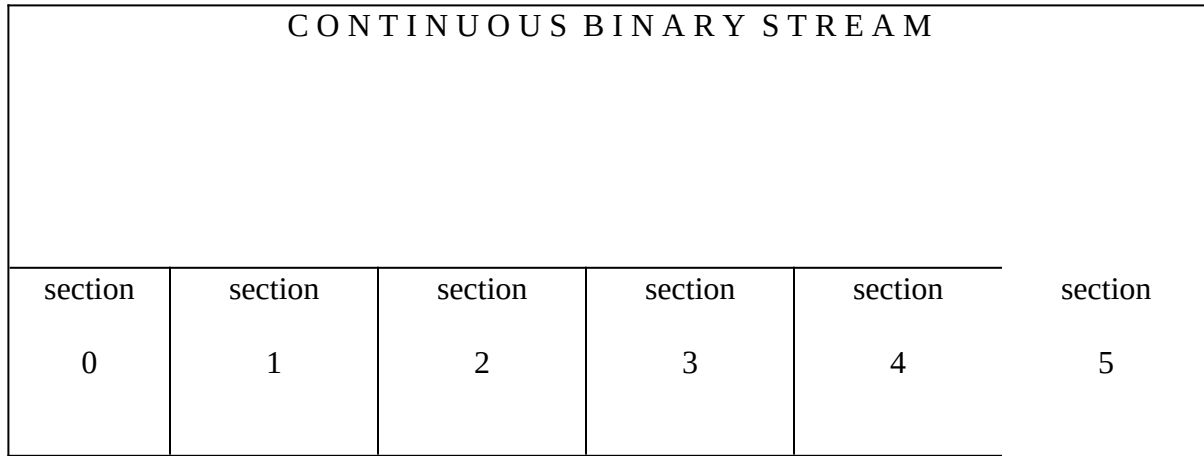 C O N T I N U O U S B I N A R Y S T R E A M
section section section section section section
0 1 2 3 4 5